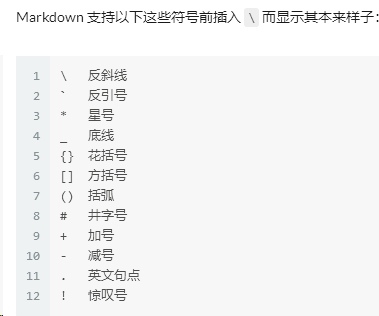 Markdown 支持以下这些符号前插入 \ 而显示其本来样子：
1 \ 反斜线
2 ` 反引号
3 * 星号
4 _ 底线
5 {} 花括号
6 [] 方括号
7 () 括弧
8 # 井字号
9 + 加号
10 - 减号
11 . 英文句点
12 ! 惊叹号